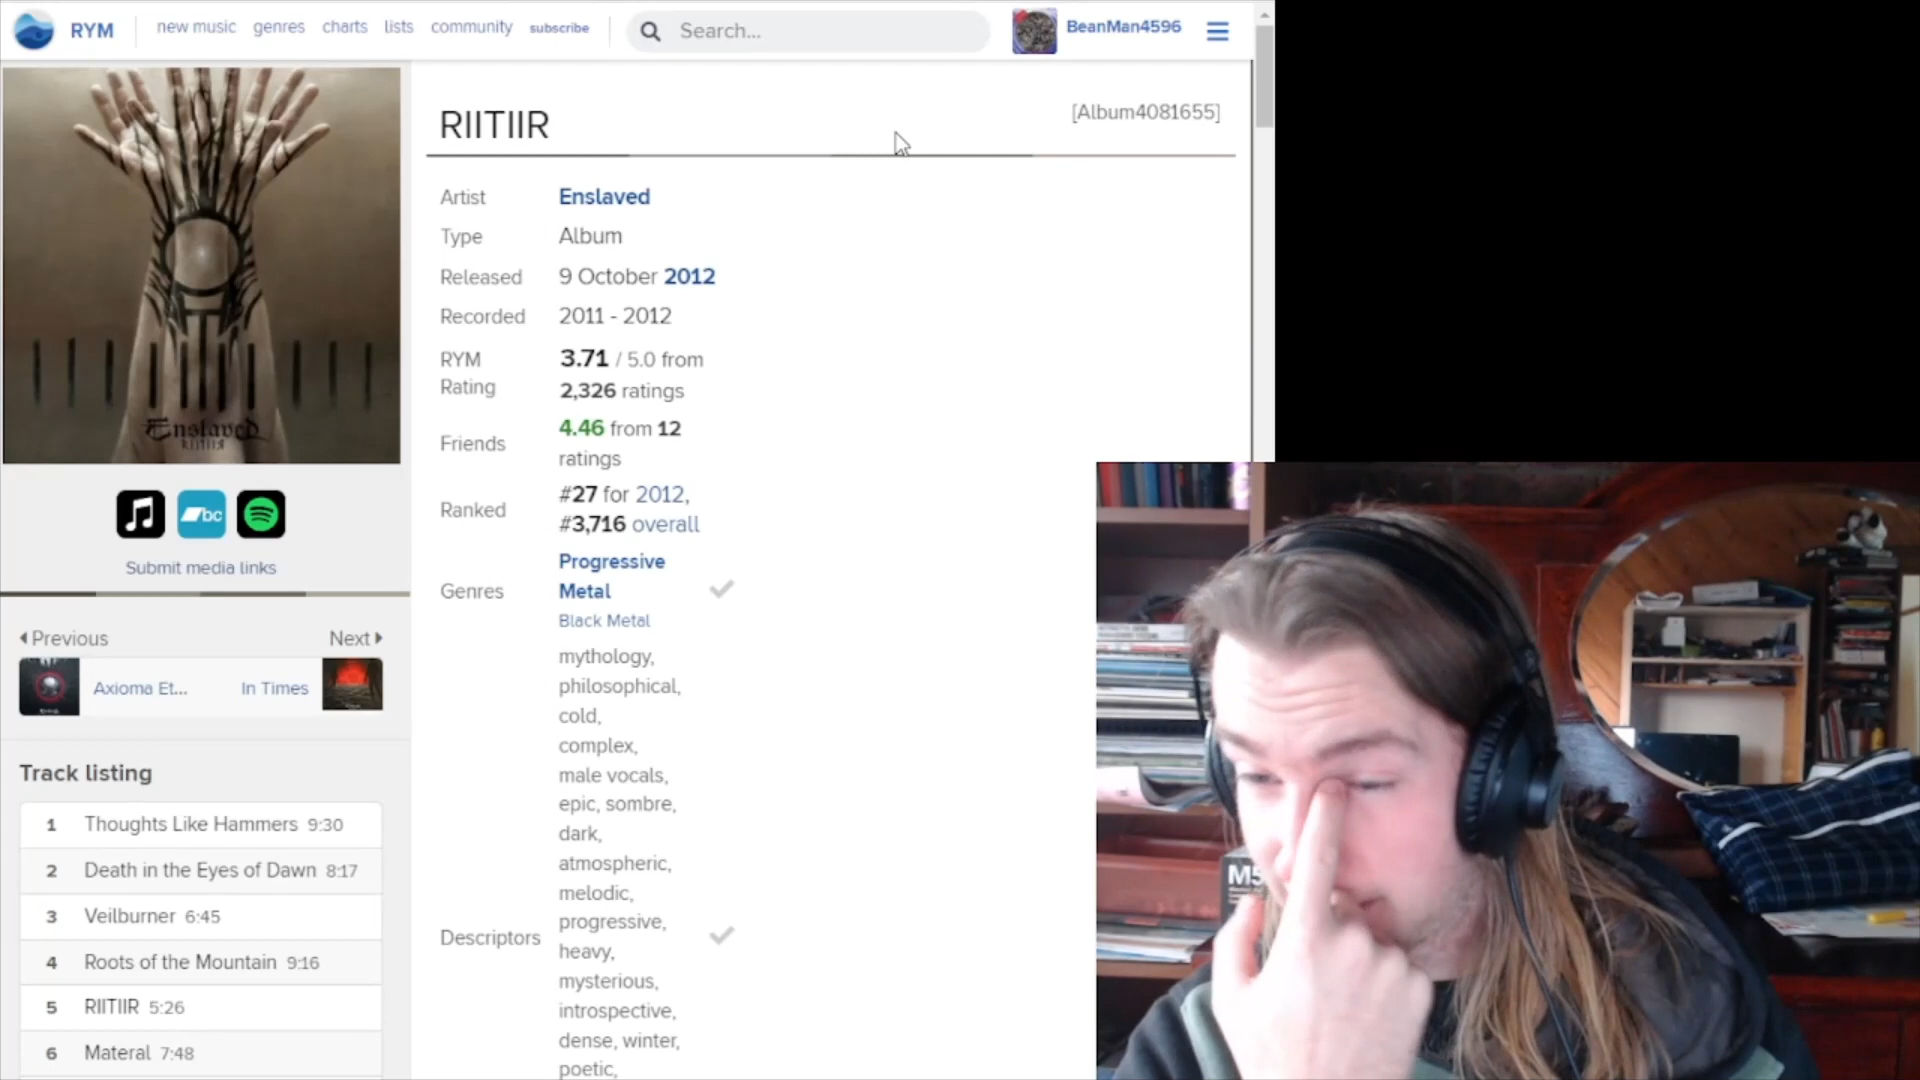 RYM
new music genres charts lists community subscribe
Search...
BeanMan4596
Enslaved
RIITIIR
bc
Submit media links
Previous Next
Axioma Et... In Times
Track listing
1 Thoughts Like Hammers 9:30
2 Death in the Eyes of Dawn 8:17
3 Veilburner 6:45
4 Roots of the Mountain 9:16
5 RIITIIR 5:26
6 Materal 7:48
RIITIIR
[Album4081655]
Artist Enslaved
Type Album
Released 9 October 2012
Recorded 2011 - 2012
RYM Rating 3.71 / 5.0 from
2,326 ratings
Friends 4.46 from 12
ratings
Ranked #27 for 2012,
#3,716 overall
Genres Progressive
Metal
Black Metal
Descriptors mythology,
philosophical,
cold,
complex,
male vocals,
epic, sombre,
dark,
atmospheric,
melodic,
progressive,
heavy,
mysterious,
introspective,
dense, winter,
poetic,